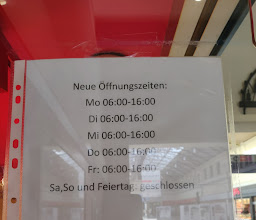 Neue Öffnungszeiten:
Mo 06:00-16:00
Di 06:00-16:00
Mi 06:00-16:00
Do 06:00-16:00
Fr: 06:00-16:00
Sa,So und Feiertag: geschlossen